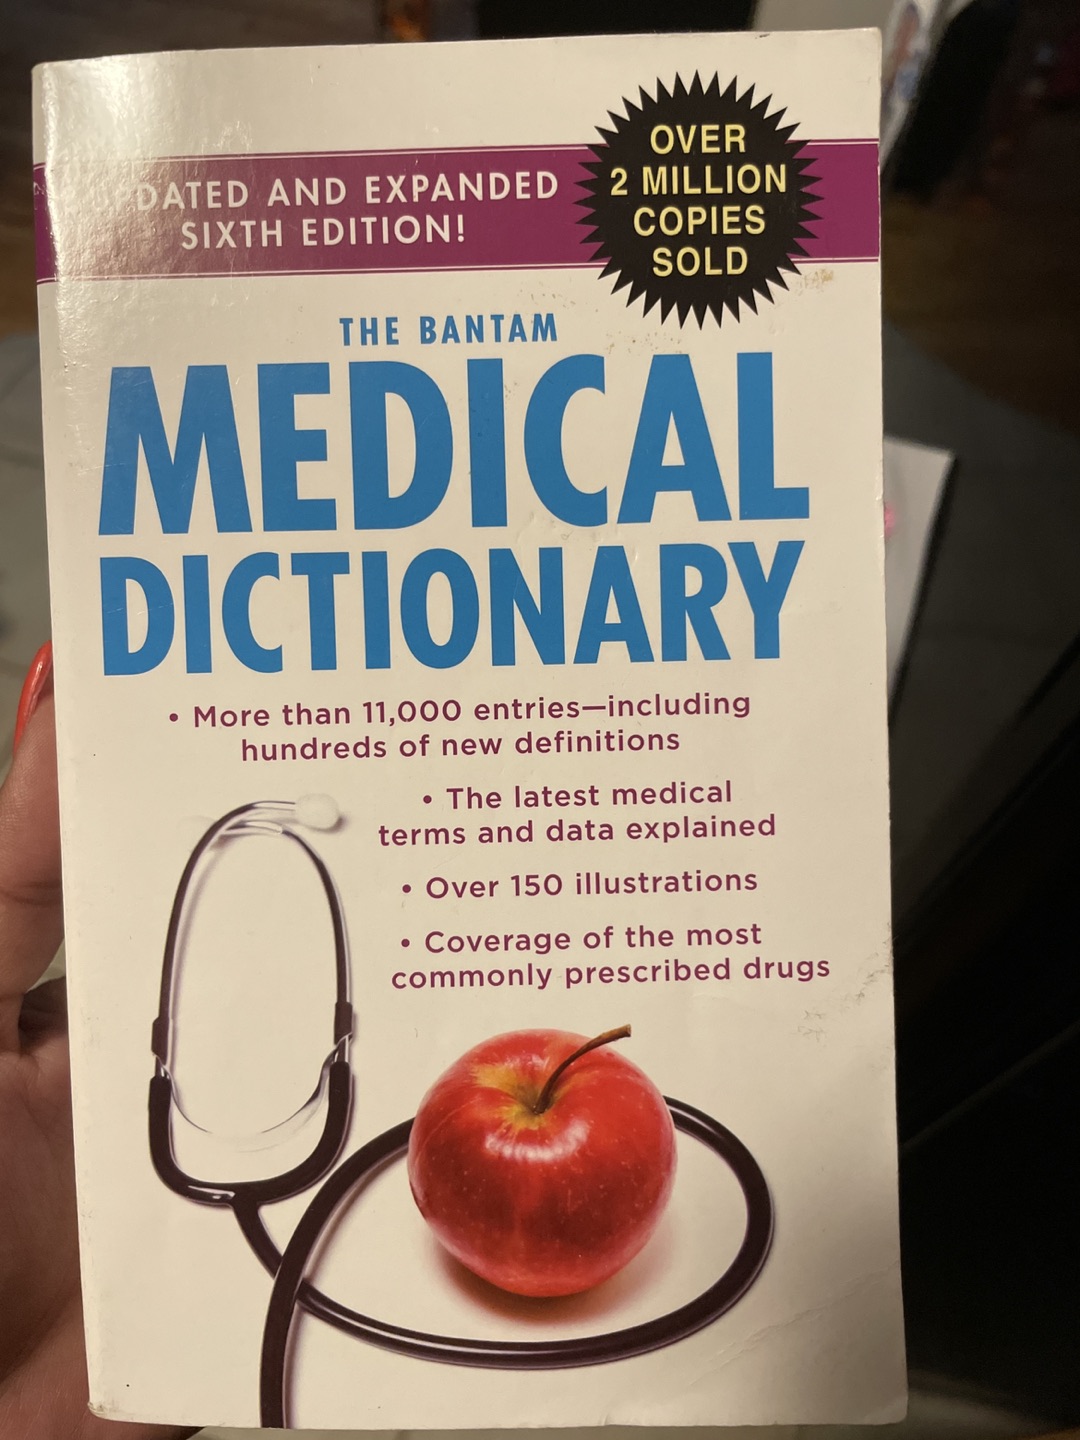 UPDATED AND EXPANDED
SIXTH EDITION!
OVER
2 MILLION
COPIES
SOLD
THE BANTAM
MEDICAL
DICTIONARY
• More than 11,000 entries—including
hundreds of new definitions
• The latest medical
terms and data explained
• Over 150 illustrations
• Coverage of the most
commonly prescribed drugs